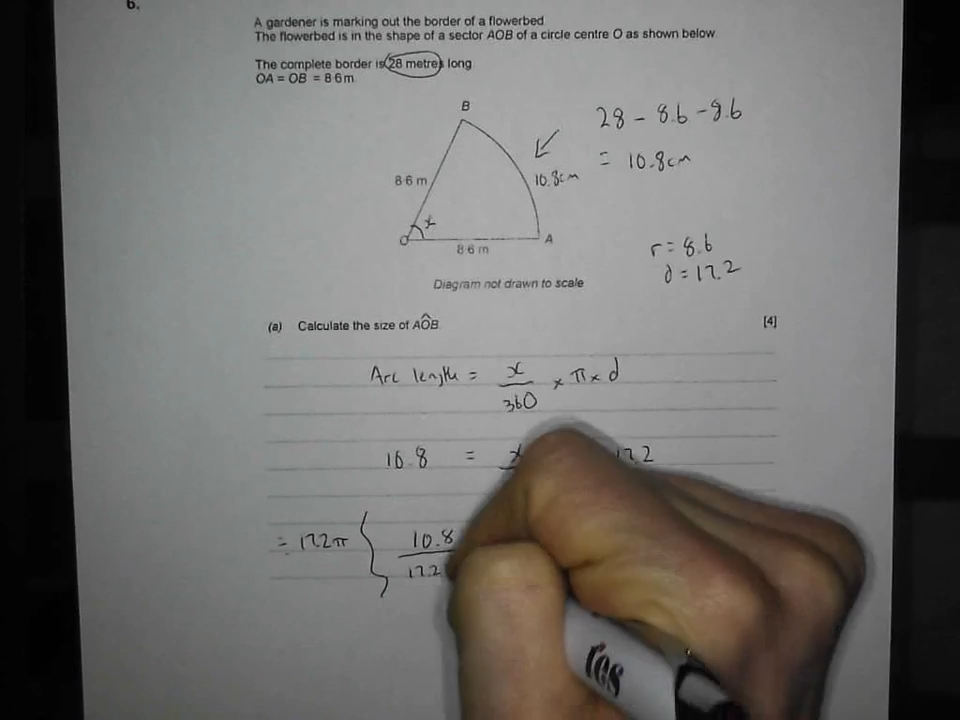 6.
A gardener is marking out the border of a flowerbed
The flowerbed is in the shape of a sector AOB of a circle centre O as shown below
The complete border is 28 metres long
OA = OB = 8·6 m
B
28 - 8.6 - 8.6
= 10.8cm
8·6 m
10.8cm
x
O
A
8·6 m
r = 8.6
d = 17.2
Diagram not drawn to scale
(a) Calculate the size of AÔB
[4]
Arc length = x/360 × π × d
10.8 = x 17.2
÷ 17.2π
10.8
17.2
res